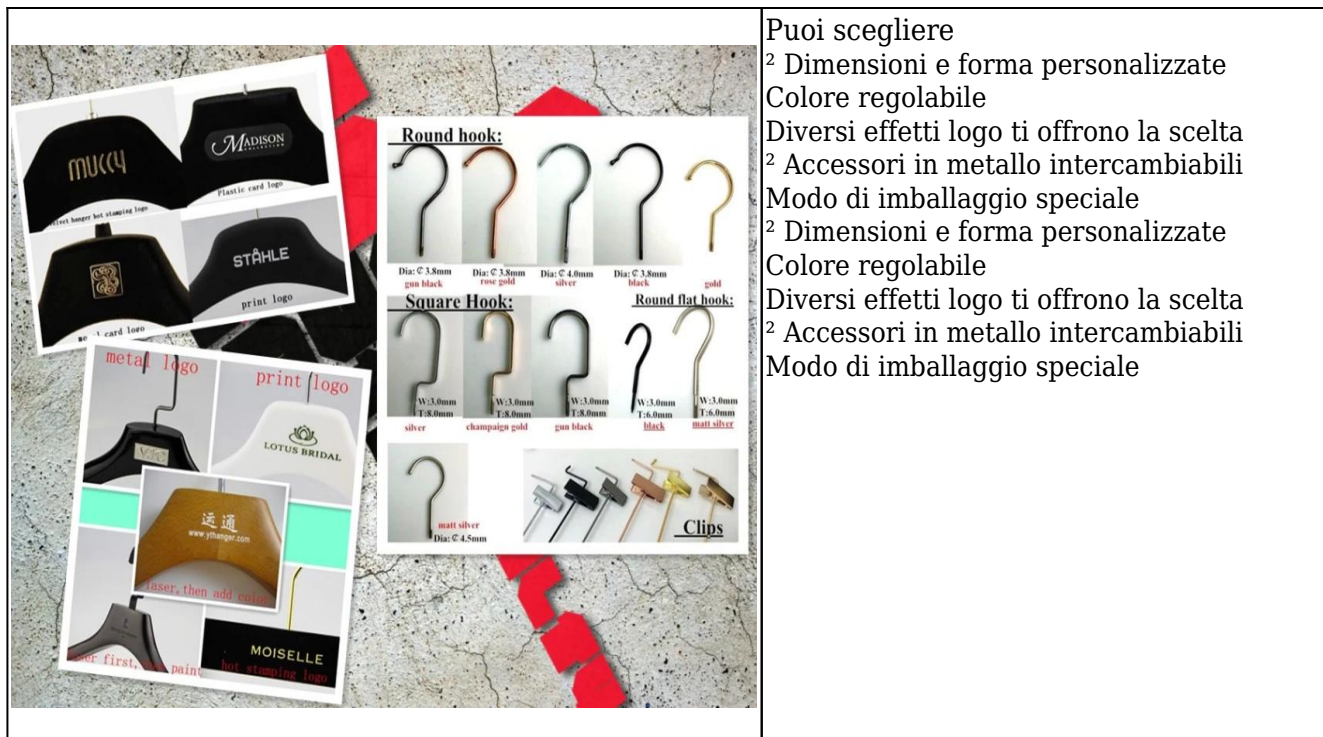 MUCCY
MADISON
COLLECTION
velvet hanger hot stamping logo
Plastic card logo
STÅHLE
card logo
print logo
metal logo
print logo
LOTUS BRIDAL
运通
www.ythanger.com
laser, then add color
first, paint
MOISELLE
hot stamping logo
Round hook:
Dia: ₵ 3.8mm
gun black
Dia: ₵ 3.8mm
rose gold
Dia: ₵ 4.0mm
silver
Dia: ₵ 3.8mm
black
gold
Square Hook:
Round flat hook:
W:3.0mm
T:8.0mm
silver
W:3.0mm
T:8.0mm
champaign gold
W:3.0mm
T:8.0mm
gun black
W:3.0mm
T:6.0mm
black
W:3.0mm
T:6.0mm
matt silver
matt silver
Dia: ₵ 4.5mm
Clips
Puoi scegliere
² Dimensioni e forma personalizzate
Colore regolabile
Diversi effetti logo ti offrono la scelta
² Accessori in metallo intercambiabili
Modo di imballaggio speciale
² Dimensioni e forma personalizzate
Colore regolabile
Diversi effetti logo ti offrono la scelta
² Accessori in metallo intercambiabili
Modo di imballaggio speciale